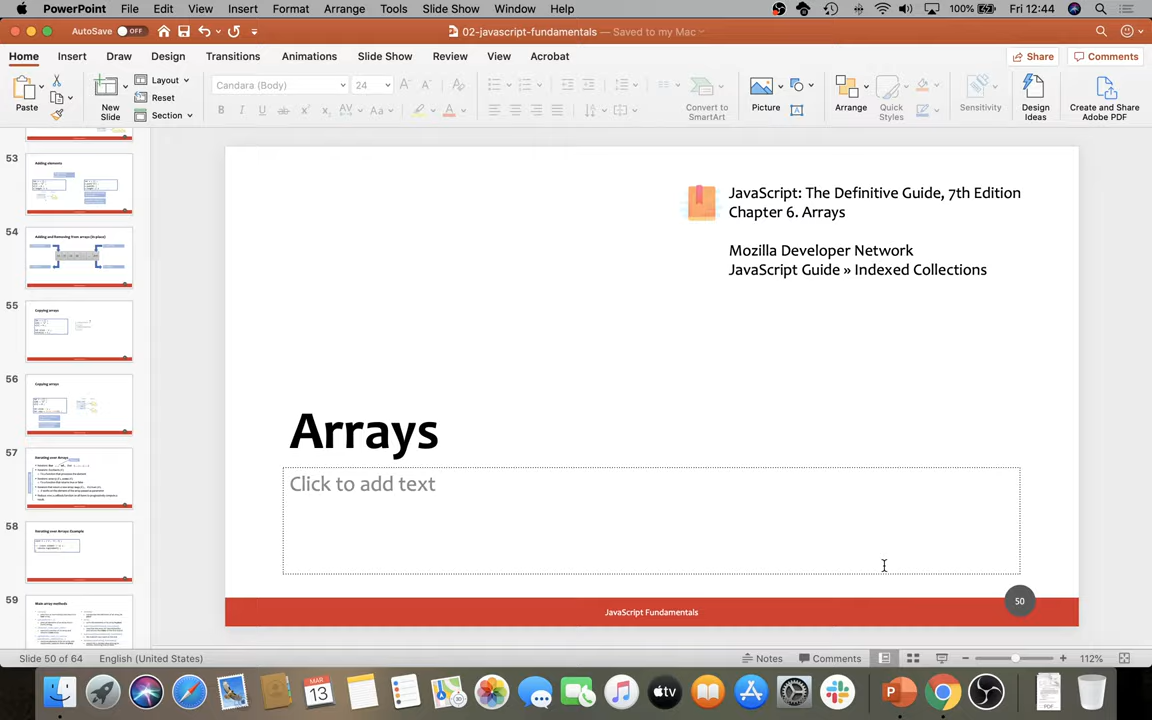 PowerPoint File Edit View Insert Format Arrange Tools Slide Show Window Help 100% Fri 12:44
AutoSave OFF 02-javascript-fundamentals — Saved to my Mac
Home Insert Draw Design Transitions Animations Slide Show Review View Acrobat Share Comments
Paste
New Slide
Layout
Reset
Section
Candara (Body) 24
Convert to SmartArt
Picture
Arrange
Quick Styles
Sensitivity
Design Ideas
Create and Share Adobe PDF
53
Adding elements
54
Adding and Removing from arrays (in-place)
55
Copying arrays
56
Copying arrays
57
Iterating over Arrays
58
Iterating over Arrays Example
59
Main array methods
JavaScript: The Definitive Guide, 7th Edition
Chapter 6. Arrays
Mozilla Developer Network
JavaScript Guide » Indexed Collections
Arrays
Click to add text
JavaScript Fundamentals
50
Slide 50 of 64 English (United States) Notes Comments 112%
MAR
13
tv
P
PDF